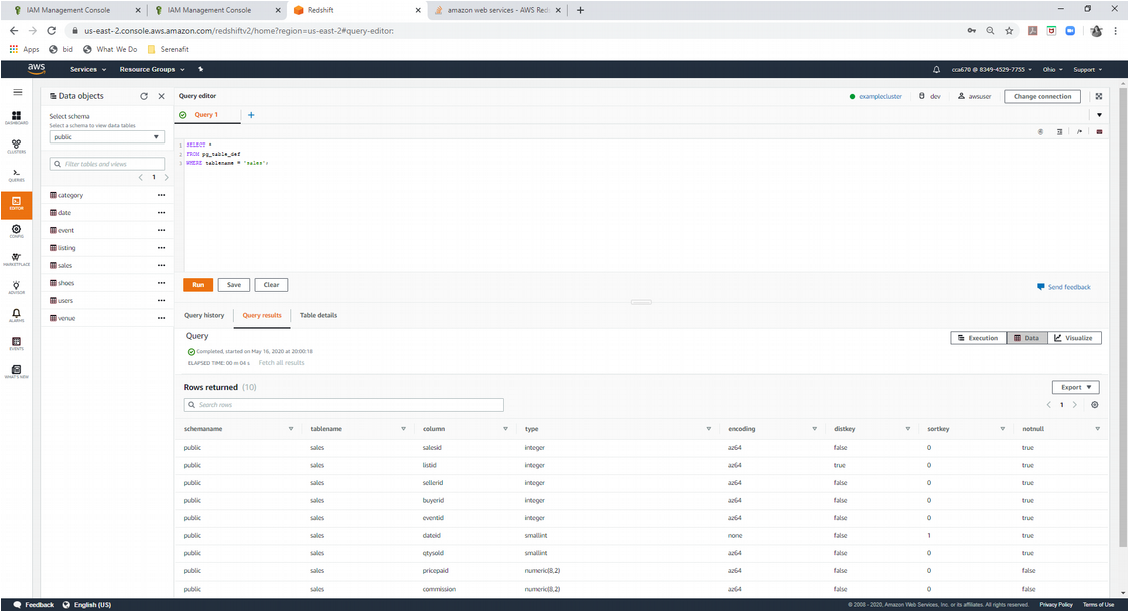 IAM Management Console
IAM Management Console
Redshift
amazon web services - AWS Red
us-east-2.console.aws.amazon.com/redshiftv2/home?region=us-east-2#query-editor:
Apps bid What We Do Serenafit
aws Services Resource Groups cca670 @ 8349-4529-7755 Ohio Support
Data objects
Select schema
Select a schema to view data tables
public
Filter tables and views
1
category
date
event
listing
sales
shoes
users
venue
DASHBOARD
CLUSTERS
QUERIES
EDITOR
CONFIG
MARKETPLACE
ADVISOR
ALARMS
EVENTS
WHAT'S NEW
Query editor examplecluster dev awsuser Change connection
Query 1
1 SELECT *
2 FROM pg_table_def
3 WHERE tablename = 'sales';
Run Save Clear Send feedback
Query history Query results Table details
Query
Execution Data Visualize
Completed, started on May 16, 2020 at 20:00:18
ELAPSED TIME: 00 m 04 s Fetch all results
Rows returned (10) Export
Search rows 1
schemaname tablename column type encoding distkey sortkey notnull
public sales salesid integer az64 false 0 true
public sales listid integer az64 true 0 true
public sales sellerid integer az64 false 0 true
public sales buyerid integer az64 false 0 true
public sales eventid integer az64 false 0 true
public sales dateid smallint none false 1 true
public sales qtysold smallint az64 false 0 true
public sales pricepaid numeric(8,2) az64 false 0 false
public sales commission numeric(8,2) az64 false 0 false
Feedback English (US) © 2008 - 2020, Amazon Web Services, Inc. or its affiliates. All rights reserved. Privacy Policy Terms of Use